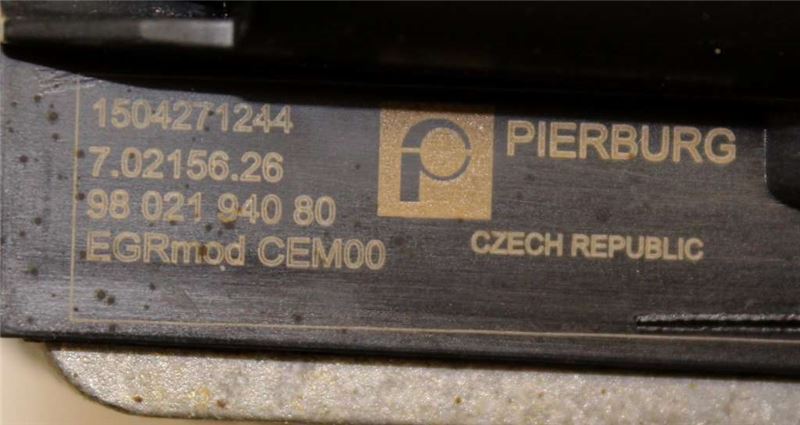 1504271244
7.02156.26
98 021 940 80
EGRmod CEM00
PIERBURG
CZECH REPUBLIC